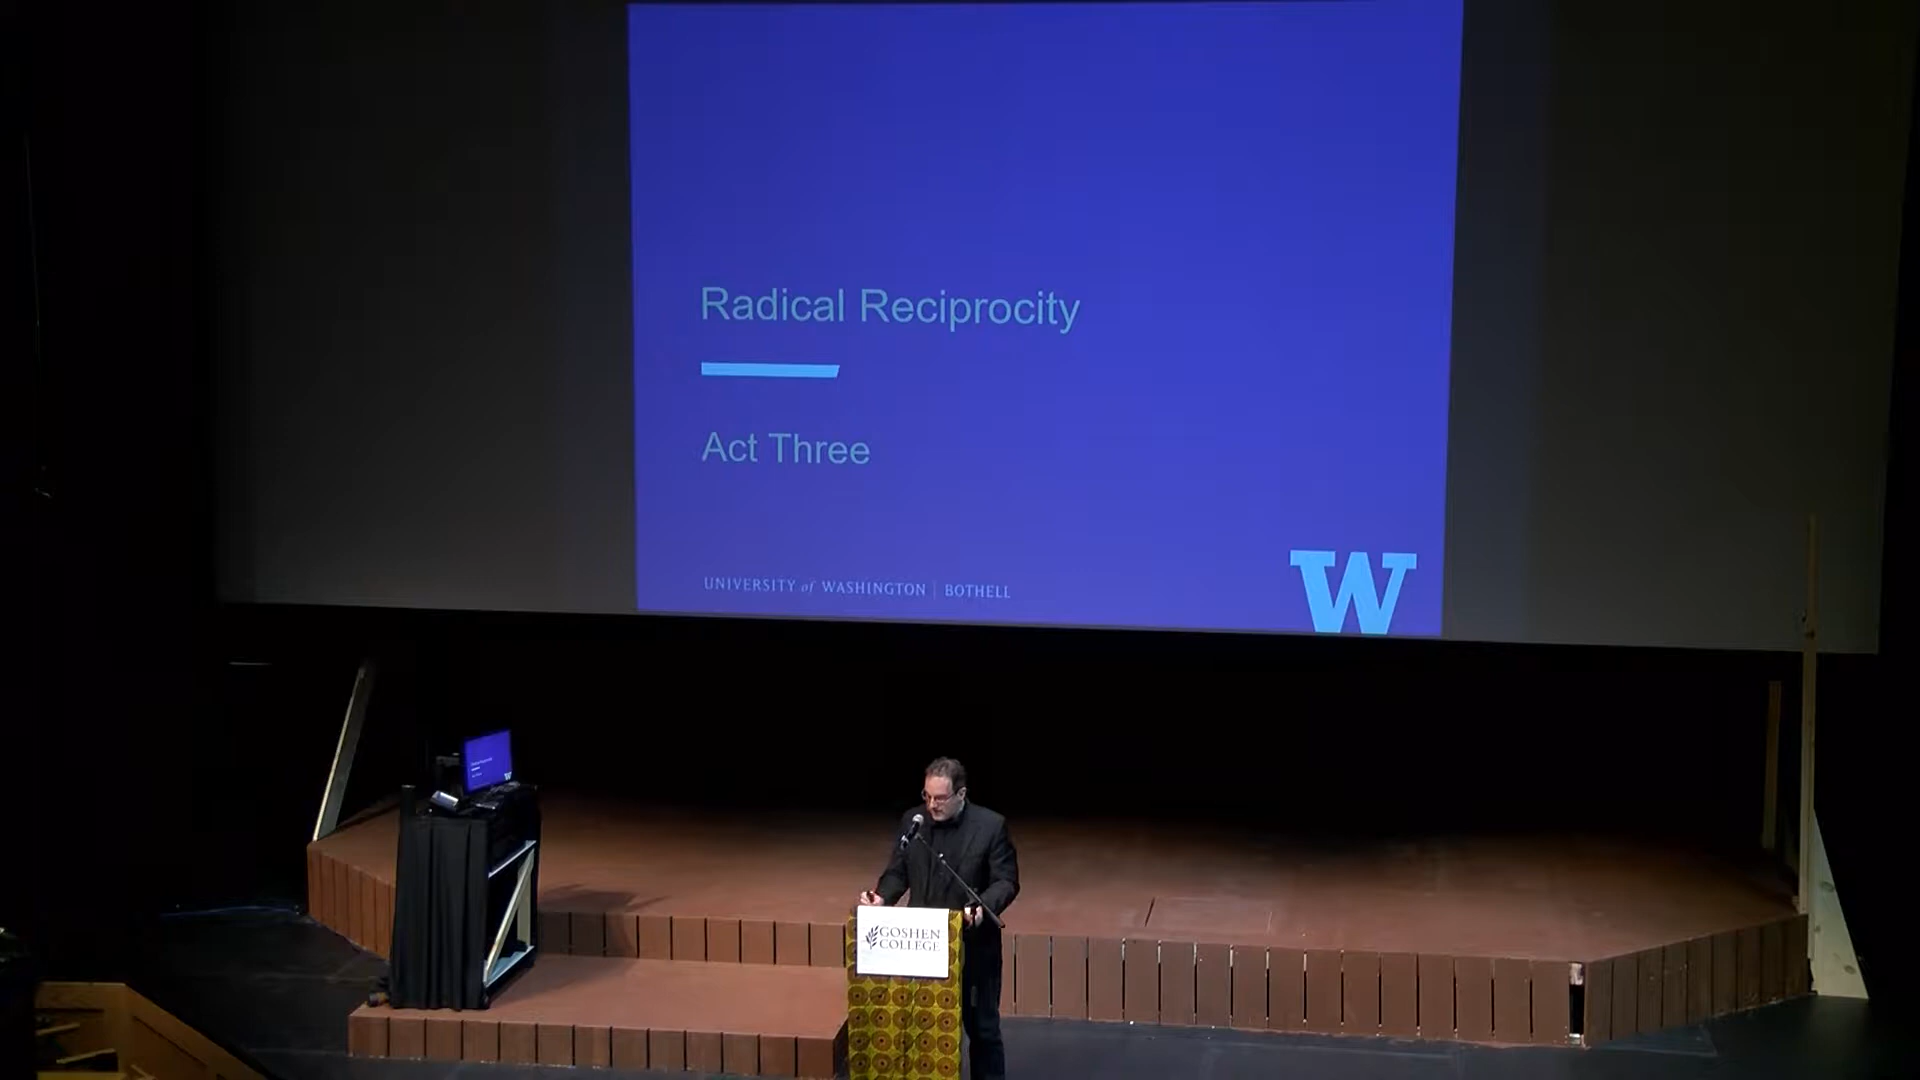 Radical Reciprocity
Act Three
UNIVERSITY of WASHINGTON | BOTHELL
W
GOSHEN
COLLEGE